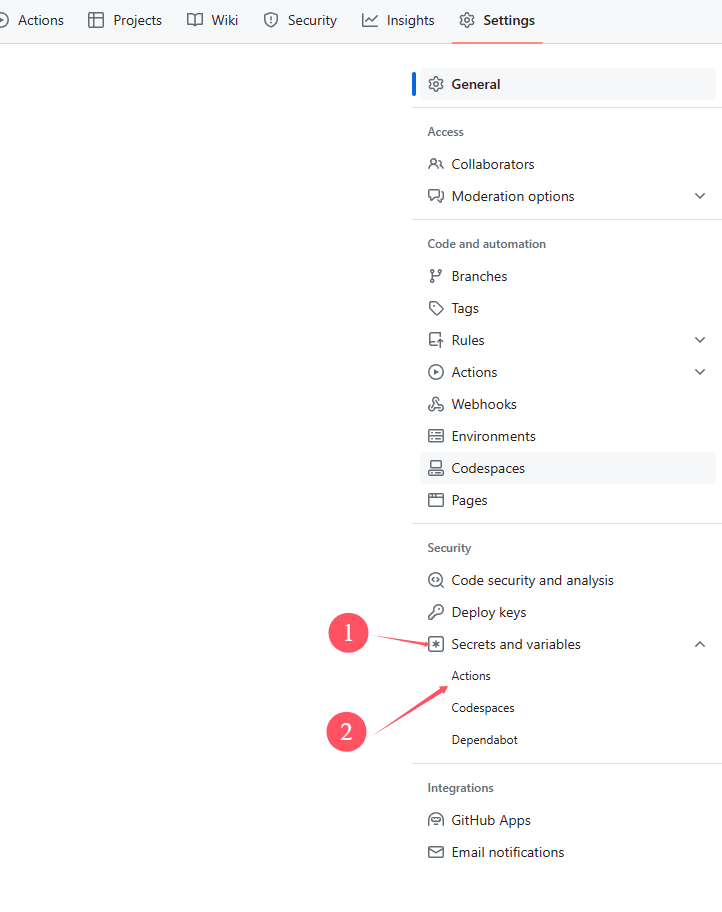 Actions Projects Wiki Security Insights Settings
General
Access
Collaborators
Moderation options
Code and automation
Branches
Tags
Rules
Actions
Webhooks
Environments
Codespaces
Pages
Security
Code security and analysis
Deploy keys
1
Secrets and variables
Actions
Codespaces
2
Dependabot
Integrations
GitHub Apps
Email notifications